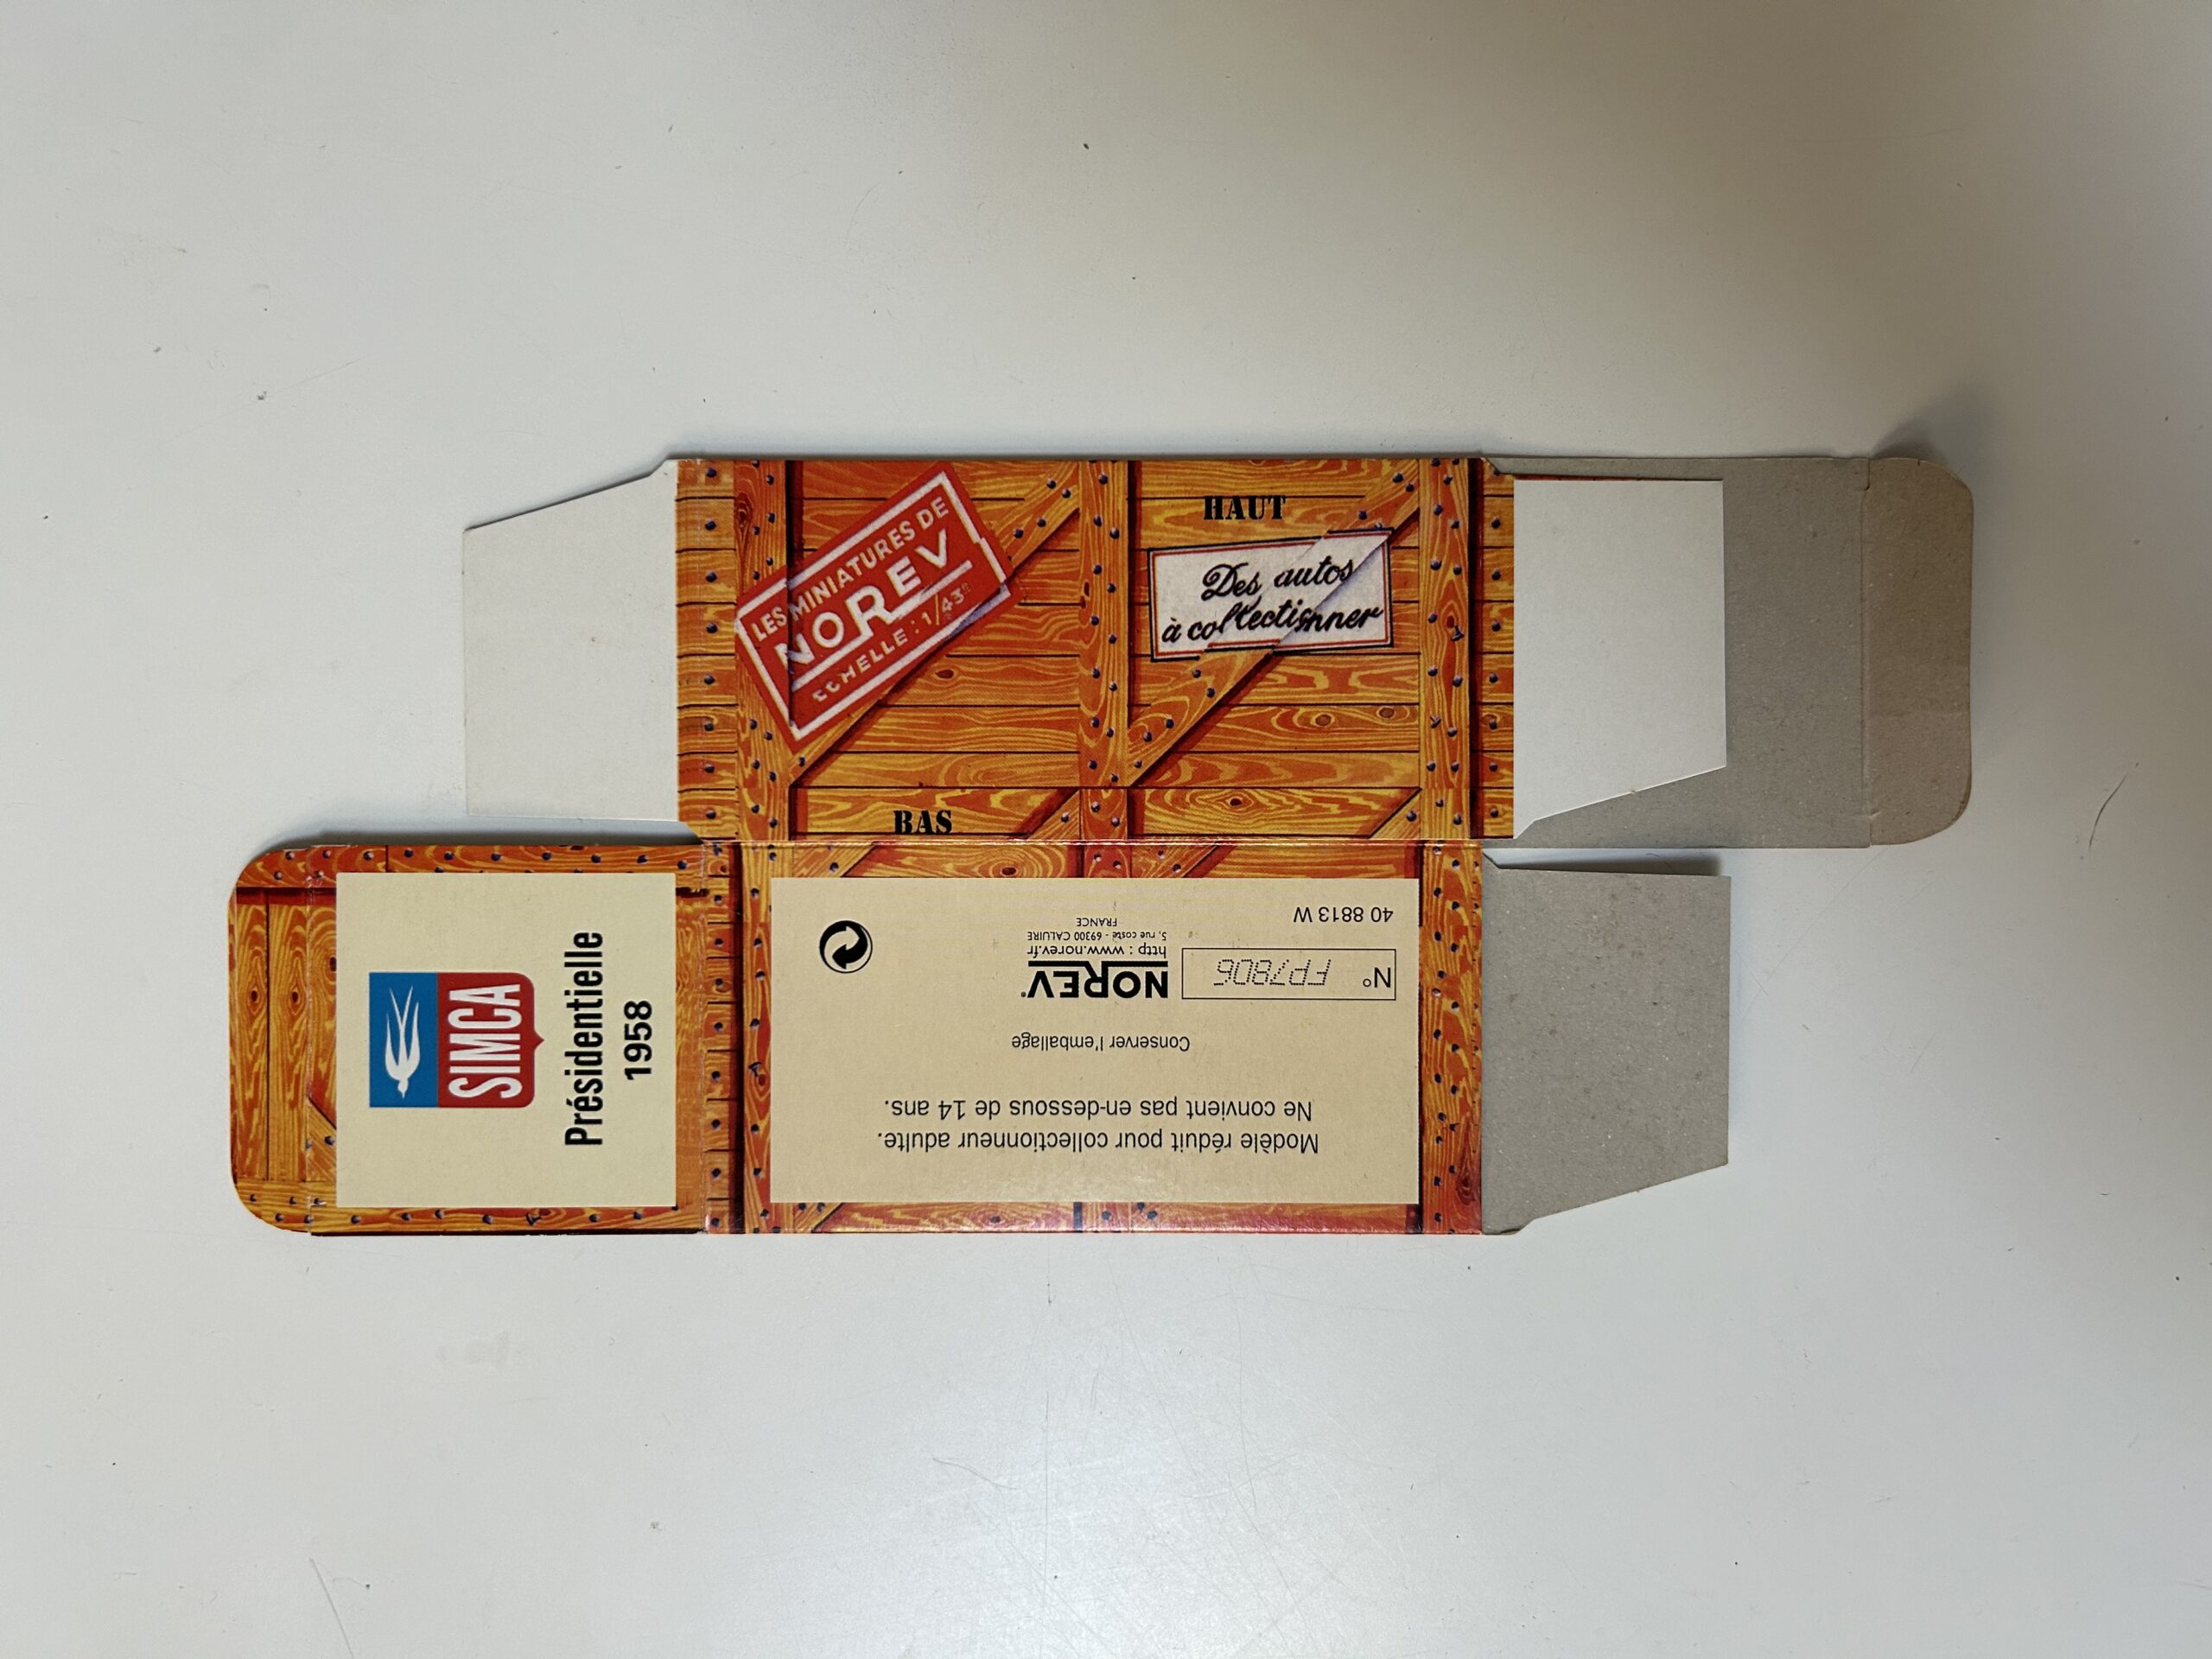 LES MINIATURES DE
NOREV
ECHELLE : 1/43e
HAUT
Des autos
à collectionner
BAS
SIMCA
Présidentielle
1958
Modèle réduit pour collectionneur adulte.
Ne convient pas en-dessous de 14 ans.
Conserver l'emballage
N° FP7806
NOREV
http : www.norev.fr
5, rue coste - 69300 CALUIRE
FRANCE
40 8813 W